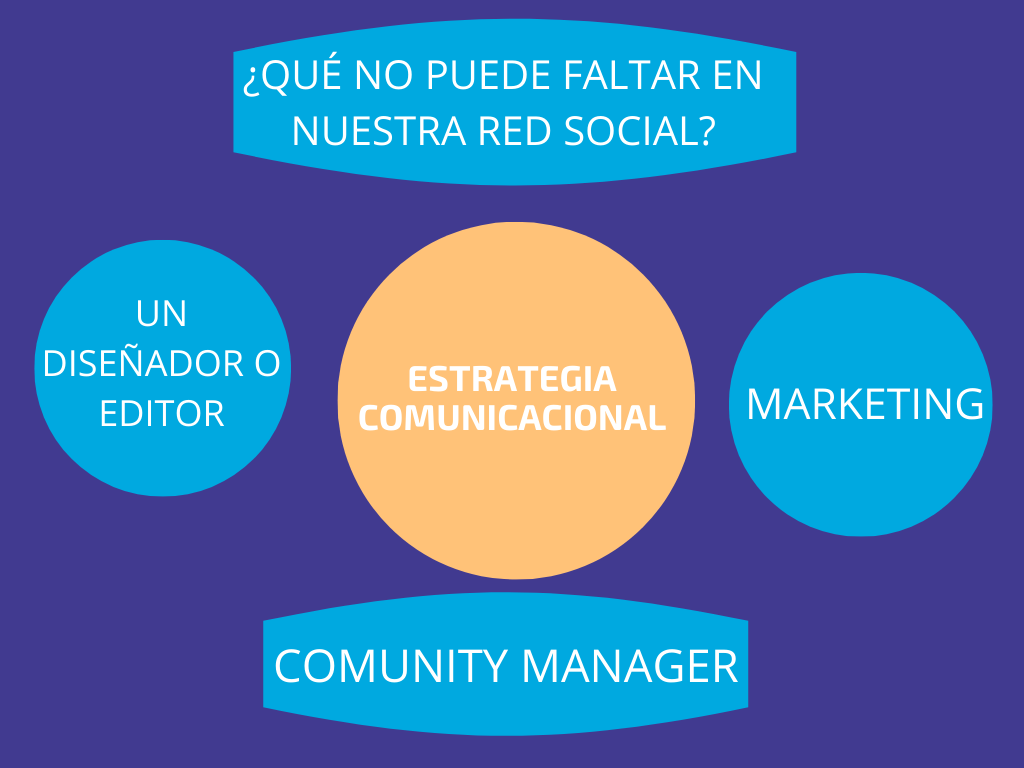 ¿QUÉ NO PUEDE FALTAR EN
NUESTRA RED SOCIAL?
UN
DISEÑADOR O
EDITOR
ESTRATEGIA
COMUNICACIONAL
MARKETING
COMUNITY MANAGER